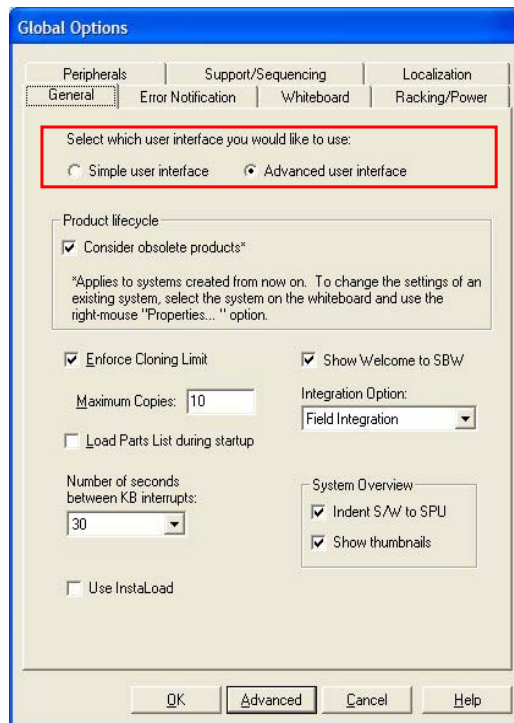 Global Options
Peripherals Support/Sequencing Localization
General Error Notification Whiteboard Racking/Power
Select which user interface you would like to use:
Simple user interface Advanced user interface
Product lifecycle
Consider obsolete products*
*Applies to systems created from now on. To change the settings of an
existing system, select the system on the whiteboard and use the
right-mouse "Properties... " option.
Enforce Cloning Limit Show Welcome to SBW
Maximum Copies: 10 Integration Option:
Field Integration
Load Parts List during startup
Number of seconds
between KB interrupts:
30
System Overview
Indent S/W to SPU
Show thumbnails
Use InstaLoad
OK Advanced Cancel Help